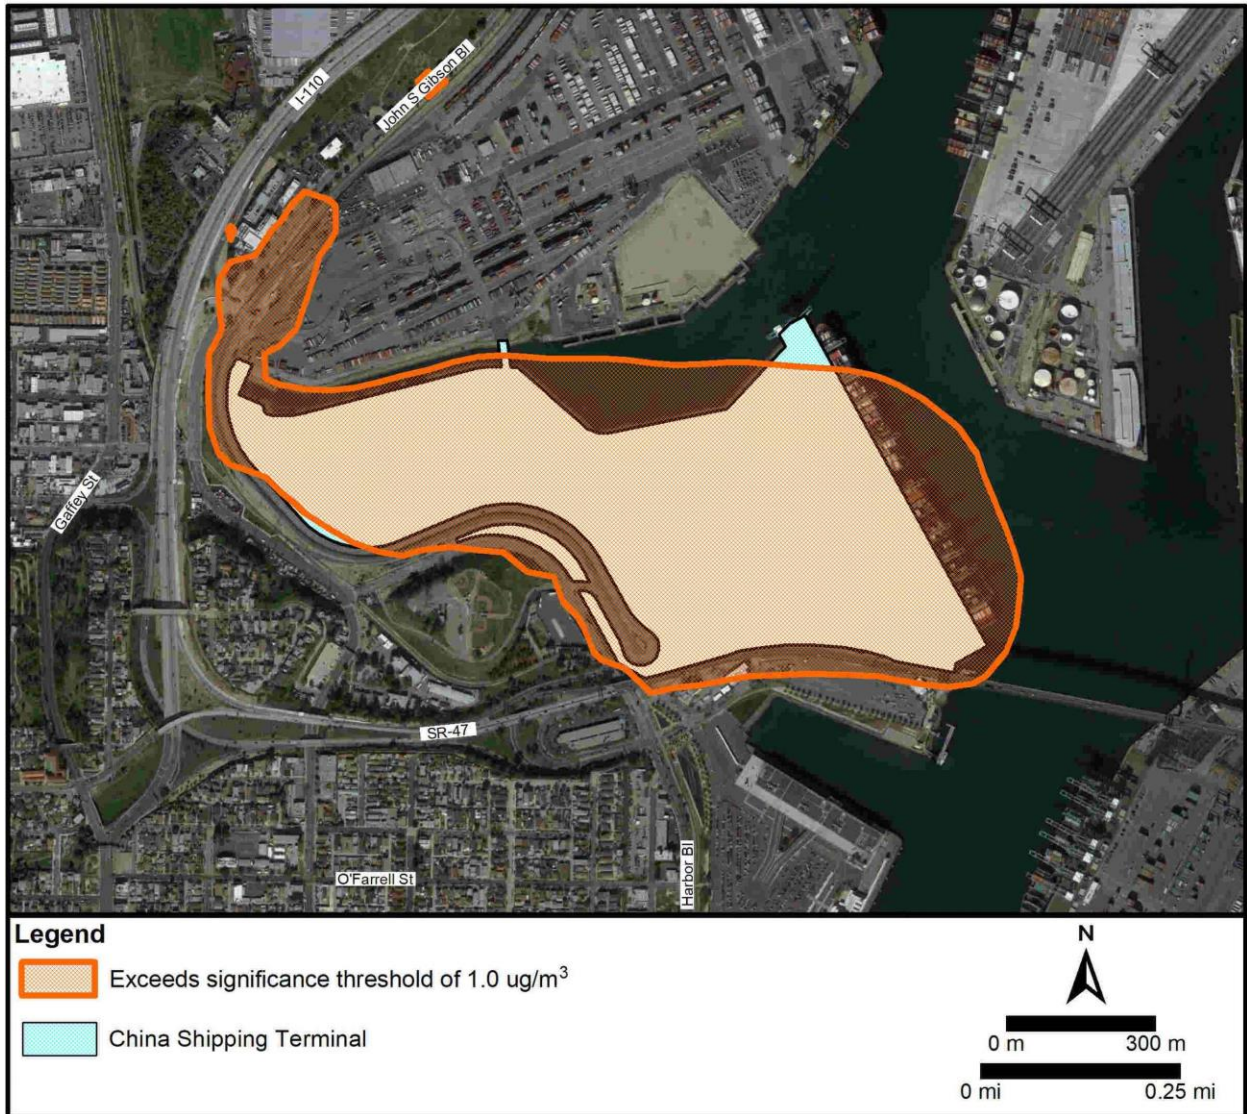 I-110
John S Gibson Bl
Gaffey St
SR-47
O'Farrell St
Harbor Bl
Legend
Exceeds significance threshold of 1.0 ug/m³
China Shipping Terminal
N
0 m 300 m
0 mi 0.25 mi